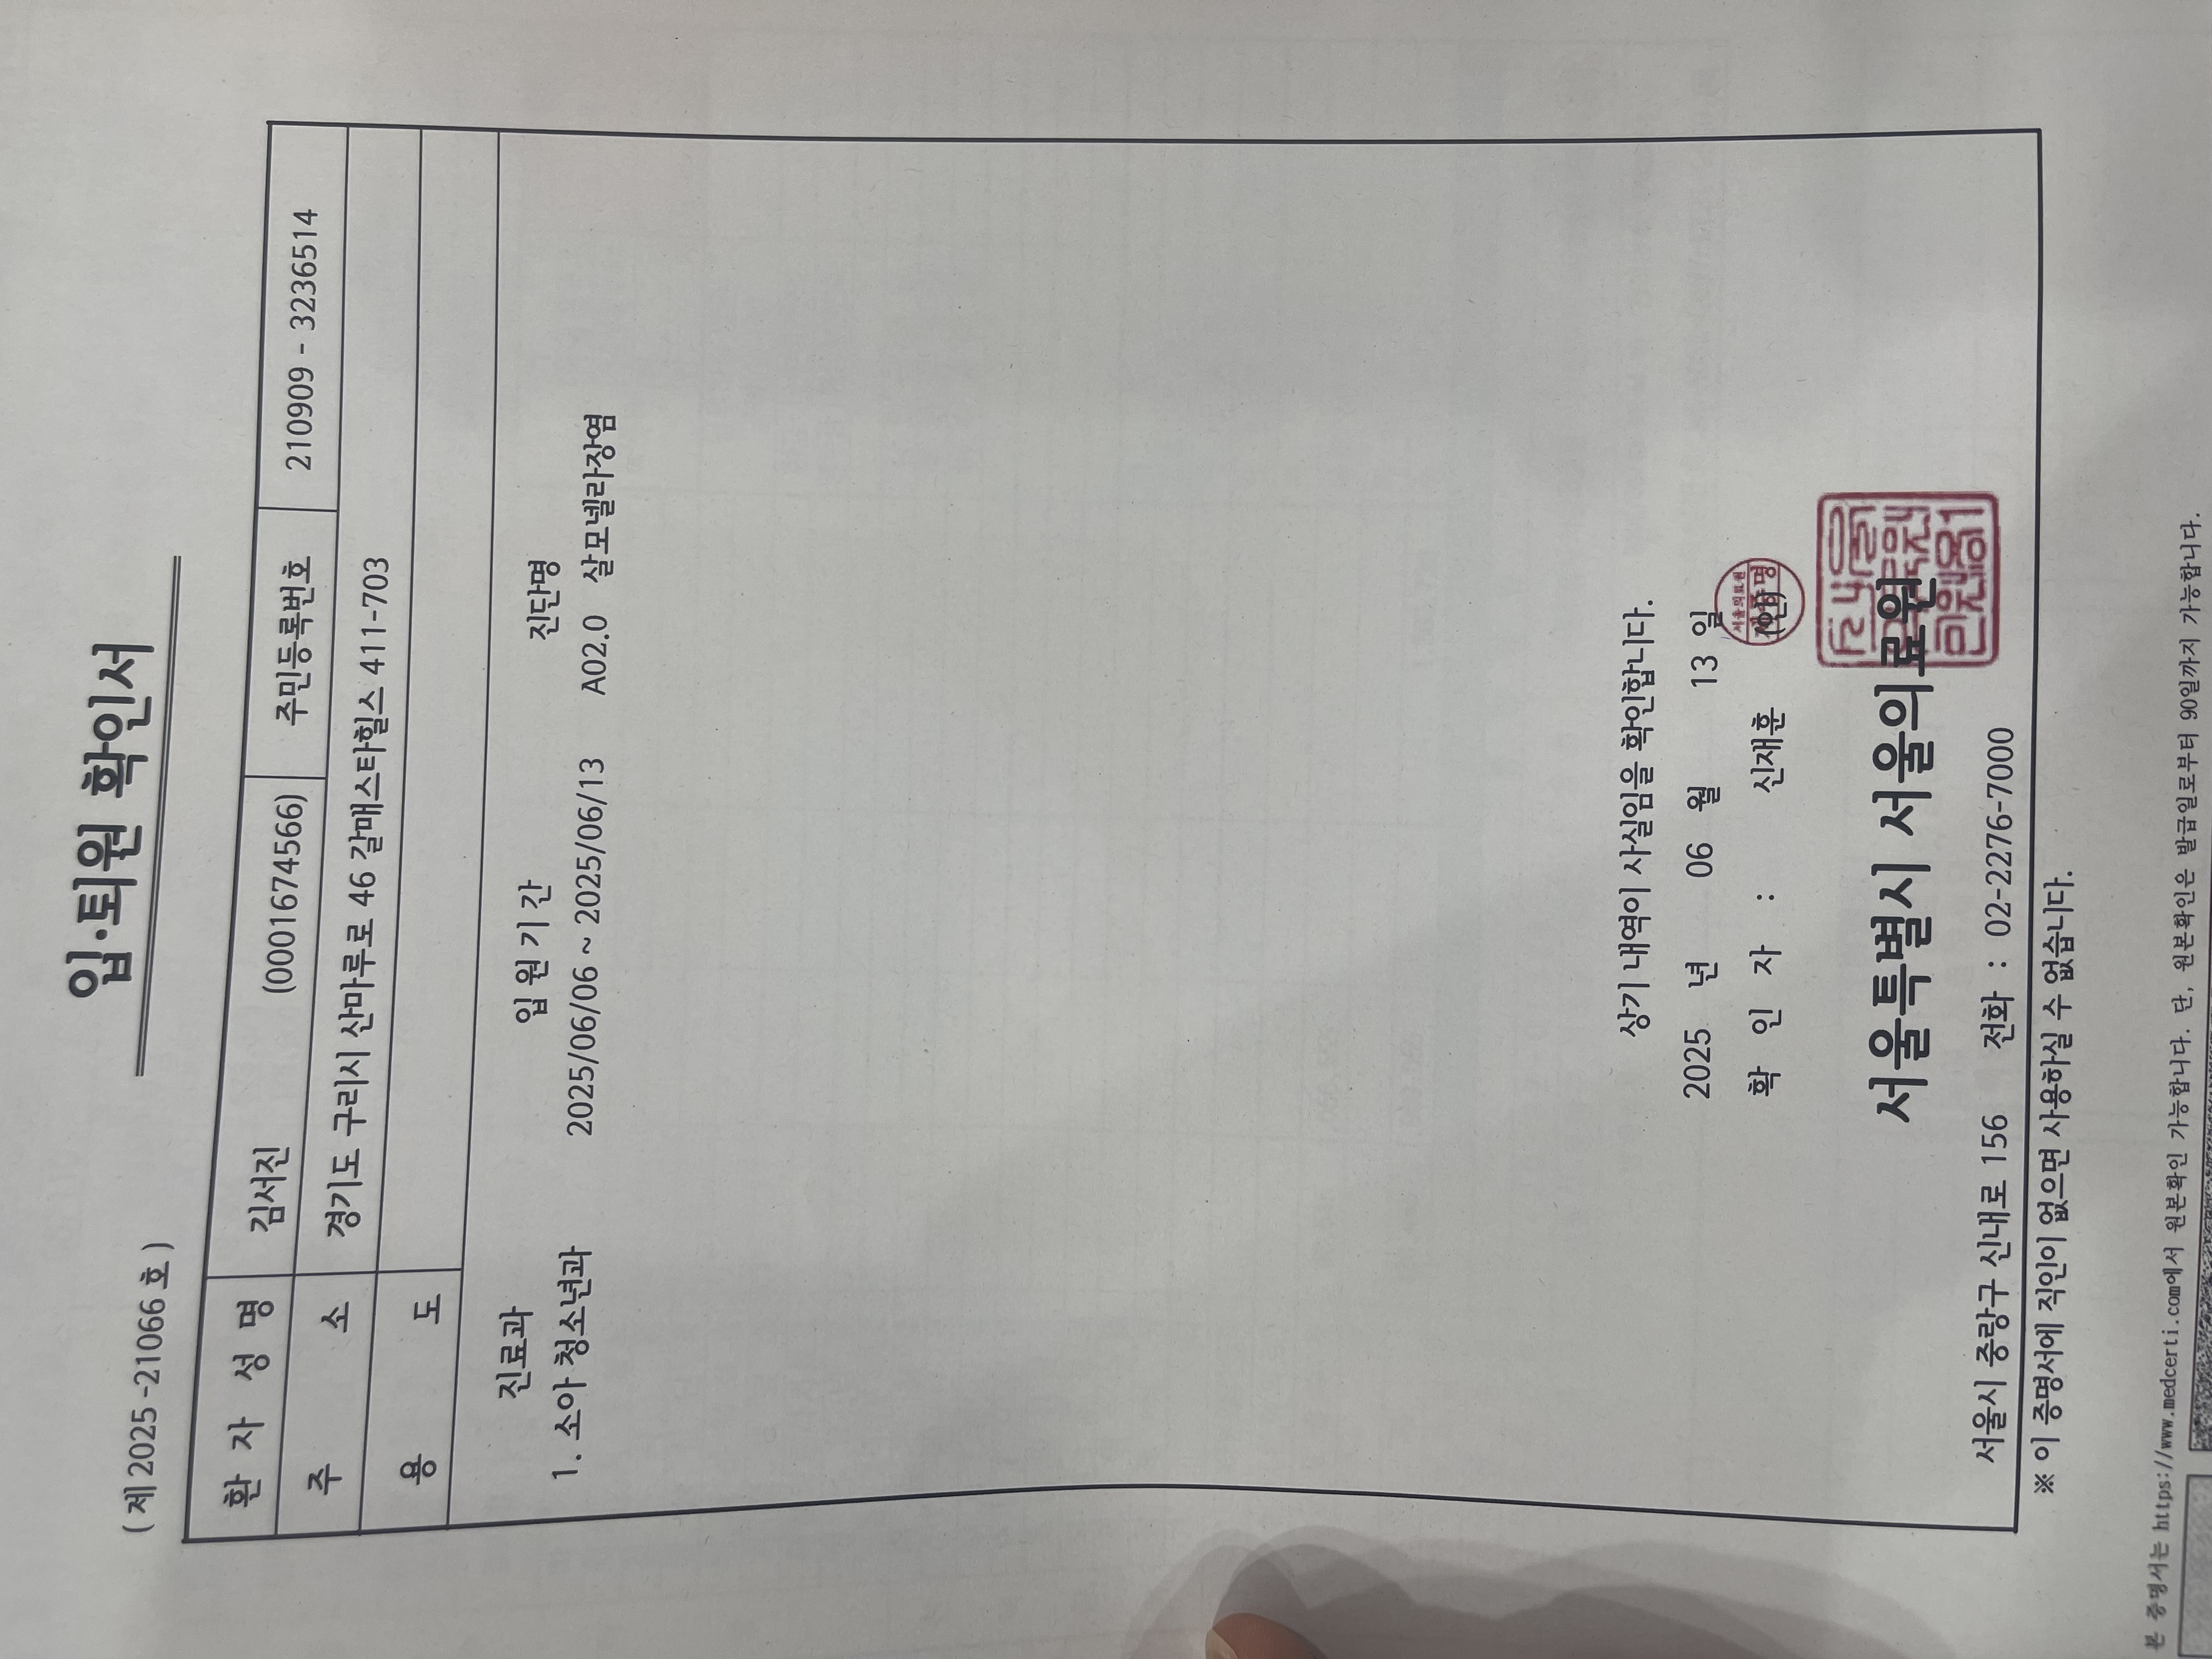 입·퇴원 확인서
( 제 2025 -21066 호 )
환 자 성 명 김서진 (0001674566) 주민등록번호 210909 - 3236514
주 소 경기도 구리시 산마루로 46 갈매스타힐스 411-703
용 도
진료과 입 원 기 간 진단명
1. 소아 청소년과 2025/06/06 ~ 2025/06/13 A02.0 살모넬라장염
상기 내역이 사실임을 확인합니다.
2025 년 06 월 13 일
확 인 자 : 신재훈 (인)
서울의료원
서울특별시 서울의료원
서울시 중랑구 신내로 156 전화 : 02-2276-7000
※ 이 증명서에 직인이 없으면 사용하실 수 없습니다.
본 증명서는 https://www.medcerti.com에서 원본확인 가능합니다. 단, 원본확인은 발급일로부터 90일까지 가능합니다.